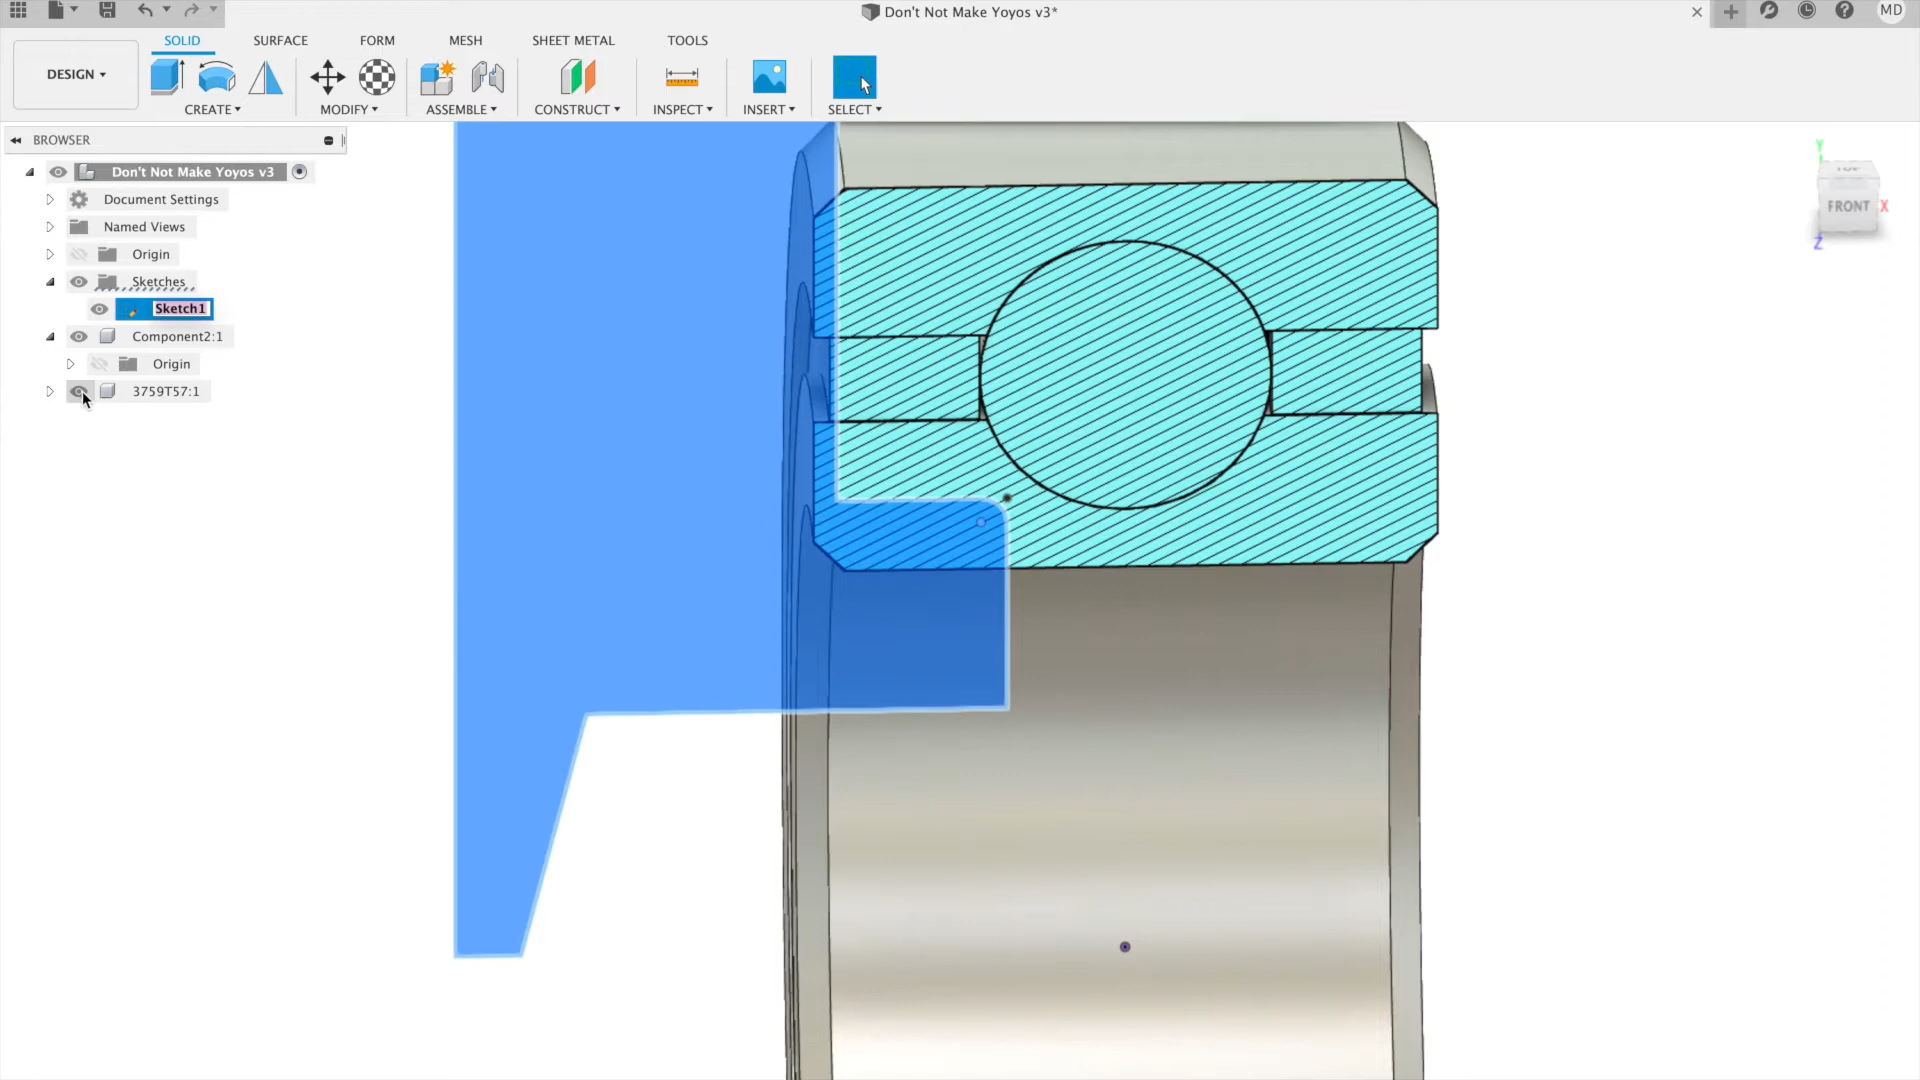 Don't Not Make Yoyos v3*
MD
SOLID SURFACE FORM MESH SHEET METAL TOOLS
DESIGN
CREATE MODIFY ASSEMBLE CONSTRUCT INSPECT INSERT SELECT
BROWSER
Don't Not Make Yoyos v3
Document Settings
Named Views
Origin
Sketches
Sketch1
Component2:1
Origin
3759T57:1
Y
TOP
FRONT
X
Z